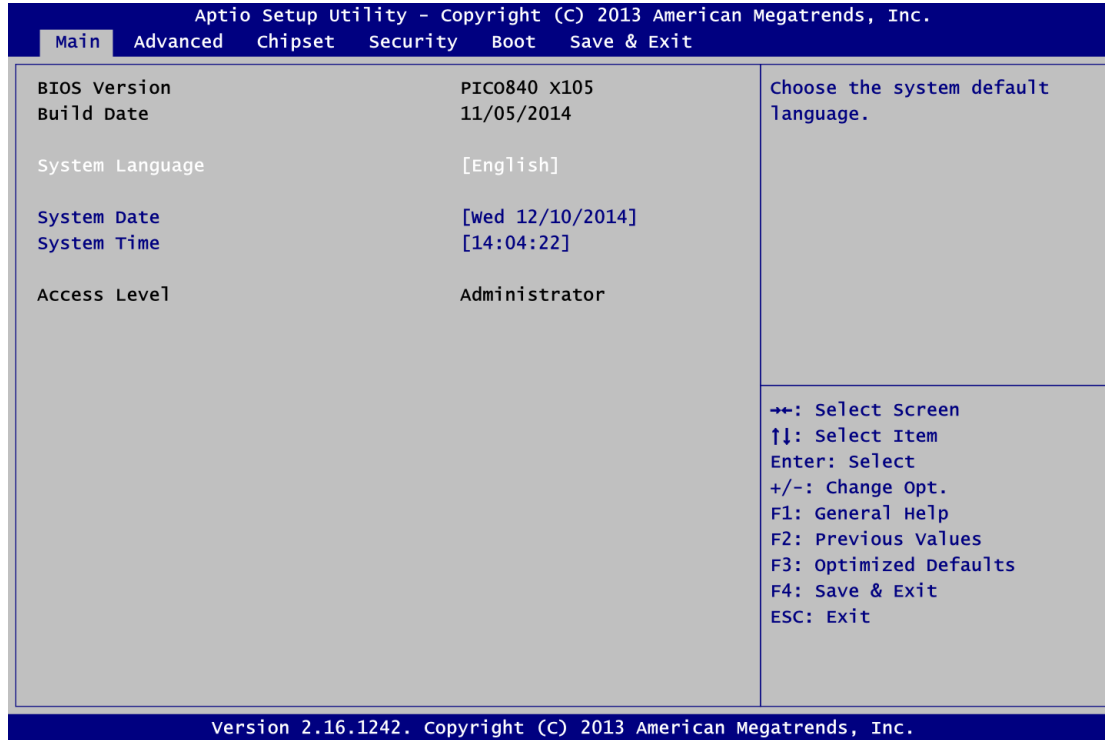 Aptio Setup Utility - Copyright (C) 2013 American Megatrends, Inc.
Main Advanced Chipset Security Boot Save & Exit
BIOS Version PICO840 X105
Build Date 11/05/2014
System Language [English]
System Date [Wed 12/10/2014]
System Time [14:04:22]
Access Level Administrator
Choose the system default
language.
→←: Select Screen
↑↓: Select Item
Enter: Select
+/-: Change Opt.
F1: General Help
F2: Previous Values
F3: Optimized Defaults
F4: Save & Exit
ESC: Exit
Version 2.16.1242. Copyright (C) 2013 American Megatrends, Inc.